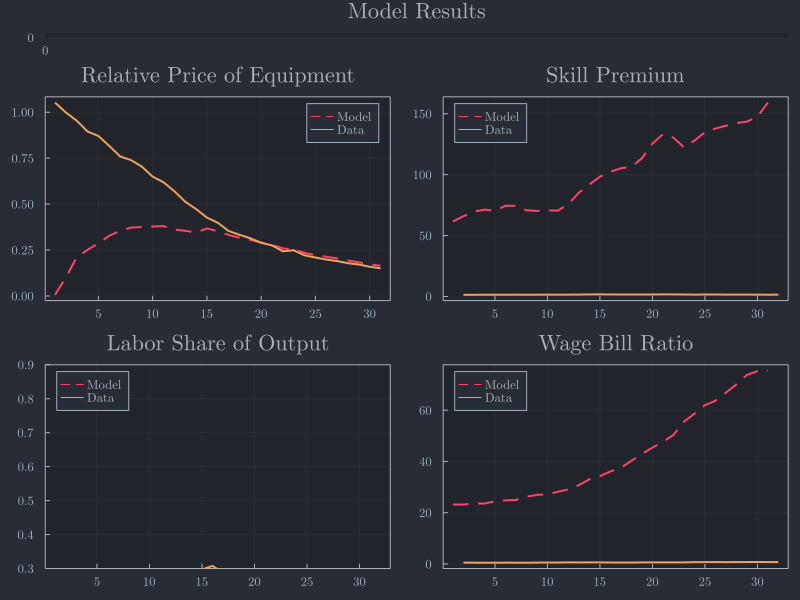 Model Results
0
0
Relative Price of Equipment
1.00
0.75
0.50
0.25
0.00
Model
Data
5 10 15 20 25 30
Skill Premium
150
100
50
0
Model
Data
5 10 15 20 25 30
Labor Share of Output
0.9
0.8
0.7
0.6
0.5
0.4
0.3
Model
Data
5 10 15 20 25 30
Wage Bill Ratio
60
40
20
0
Model
Data
5 10 15 20 25 30